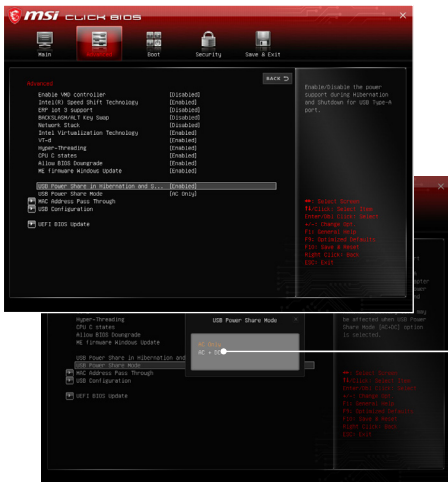 msi CLICK BIOS
Main
Boot
Security
Save & Exit
BACK
Advanced
Enable VMD controller [Disabled]
Intel(R) Speed Shift Technology [Enabled]
ERP lot 3 support [Disabled]
BACKSLASH/ALT Key Swap [Disabled]
Network Stack [Disabled]
Intel Virtualization Technology [Enabled]
VT-d [Enabled]
Hyper-Threading [Enabled]
CPU C states [Enabled]
Allow BIOS Downgrade [Enabled]
ME firmware Windows Update [Enabled]
USB Power Share in Hibernation and S... [Enabled]
USB Power Share Mode [AC Only]
MAC Address Pass Through
USB Configuration
UEFI BIOS Update
Enable/Disable the power
support during Hibernation
and Shutdown for USB Type-A
port.
Select Screen
/Click: Select Item
Enter/Dbl Click: Select
+/-: Change Opt
F1: General Help
F9: Optimized Defaults
F10: Save & Reset
Right Click: Back
ESC: Exit
Hyper-Threading
CPU C states
Allow BIOS Downgrade
ME firmware Windows Update
USB Power Share in Hibernation and
USB Power Share Mode
MAC Address Pass Through
USB Configuration
UEFI BIOS Update
USB Power Share Mode
AC Only
AC +
may
be affected when USB Power
Share Mode [AC+DC] option
is selected.
Select Screen
/Click: Select Item
Enter/Dbl Click: Select
+/-: Change Opt
F1: General Help
F9: Optimized Defaults
F10: Save & Reset
Right Click: Back
ESC: Exit